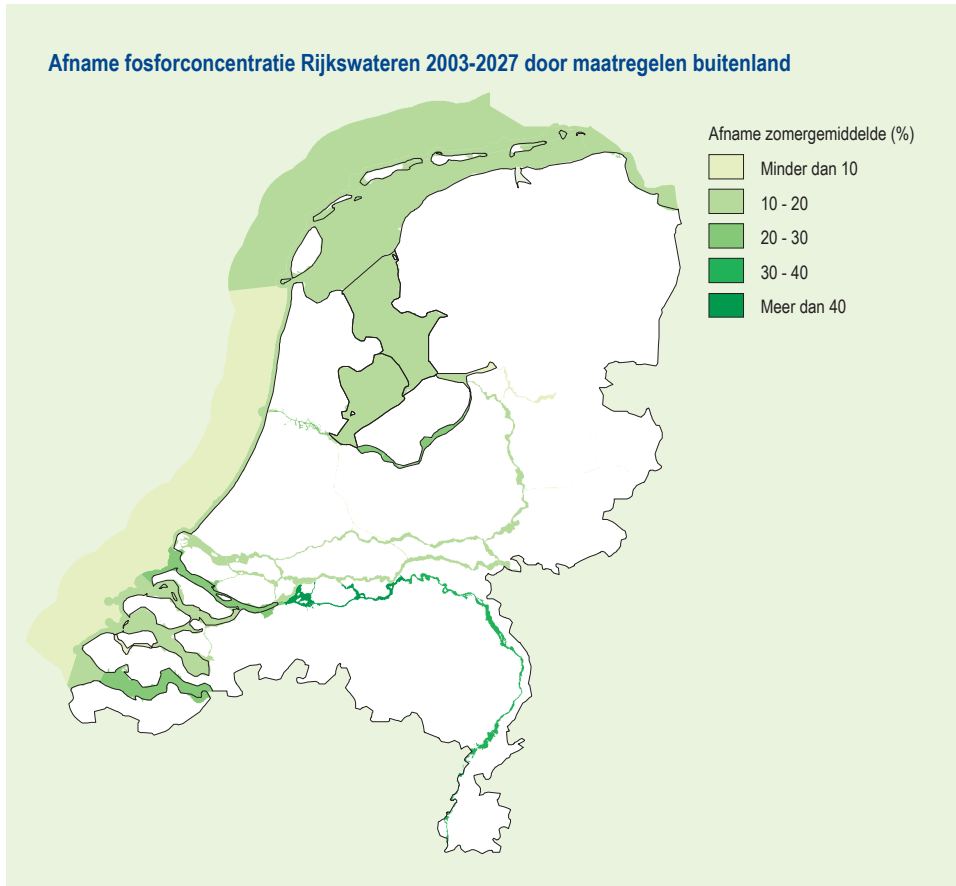 Afname fosforconcentratie Rijkswateren 2003-2027 door maatregelen buitenland
Afname zomergemiddelde (%)
Minder dan 10
10 - 20
20 - 30
30 - 40
Meer dan 40